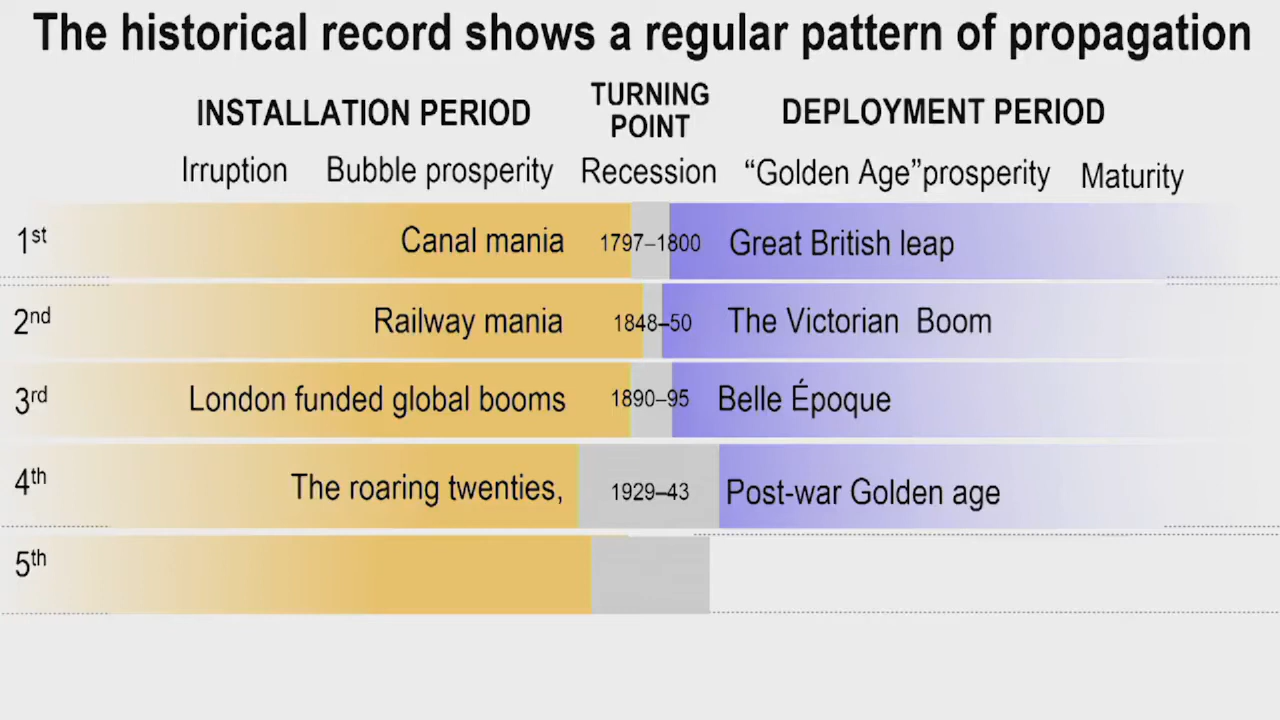 The historical record shows a regular pattern of propagation
INSTALLATION PERIOD
TURNING
POINT
DEPLOYMENT PERIOD
Irruption Bubble prosperity Recession “Golden Age”prosperity Maturity
1st Canal mania 1797–1800 Great British leap
2nd Railway mania 1848–50 The Victorian Boom
3rd London funded global booms 1890–95 Belle Époque
4th The roaring twenties, 1929–43 Post-war Golden age
5th